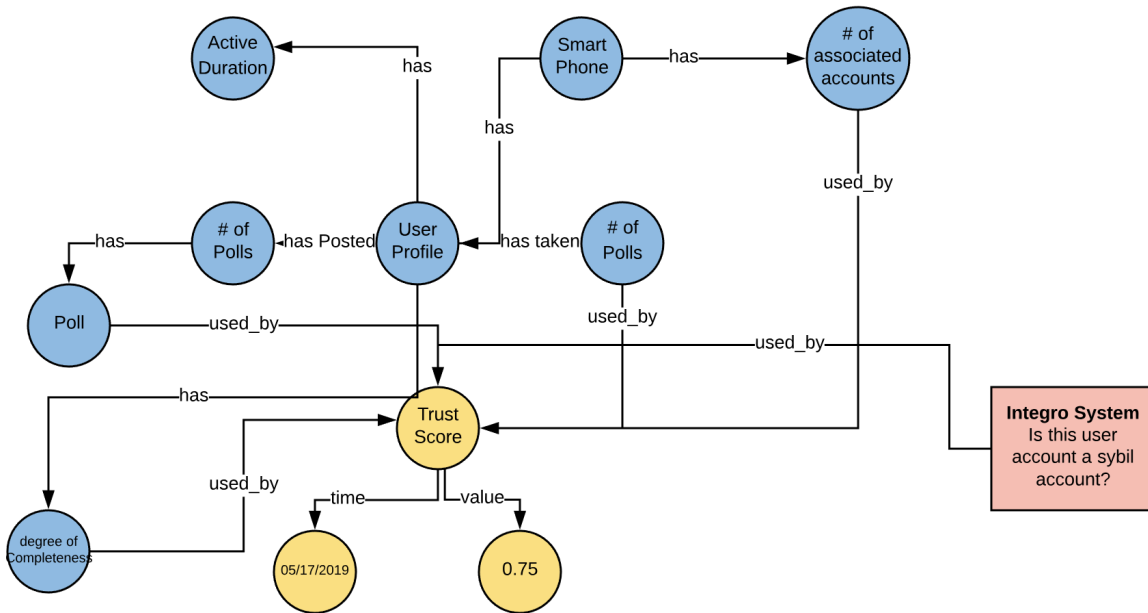 Active
Duration
Smart
Phone
# of
associated
accounts
has
has
has
used_by
# of
Polls
has Posted
User
Profile
has taken
# of
Polls
has
Poll
used_by
used_by
used_by
has
Trust
Score
Integro System
Is this user
account a sybil
account?
used_by
time
value
degree of
Completeness
05/17/2019
0.75